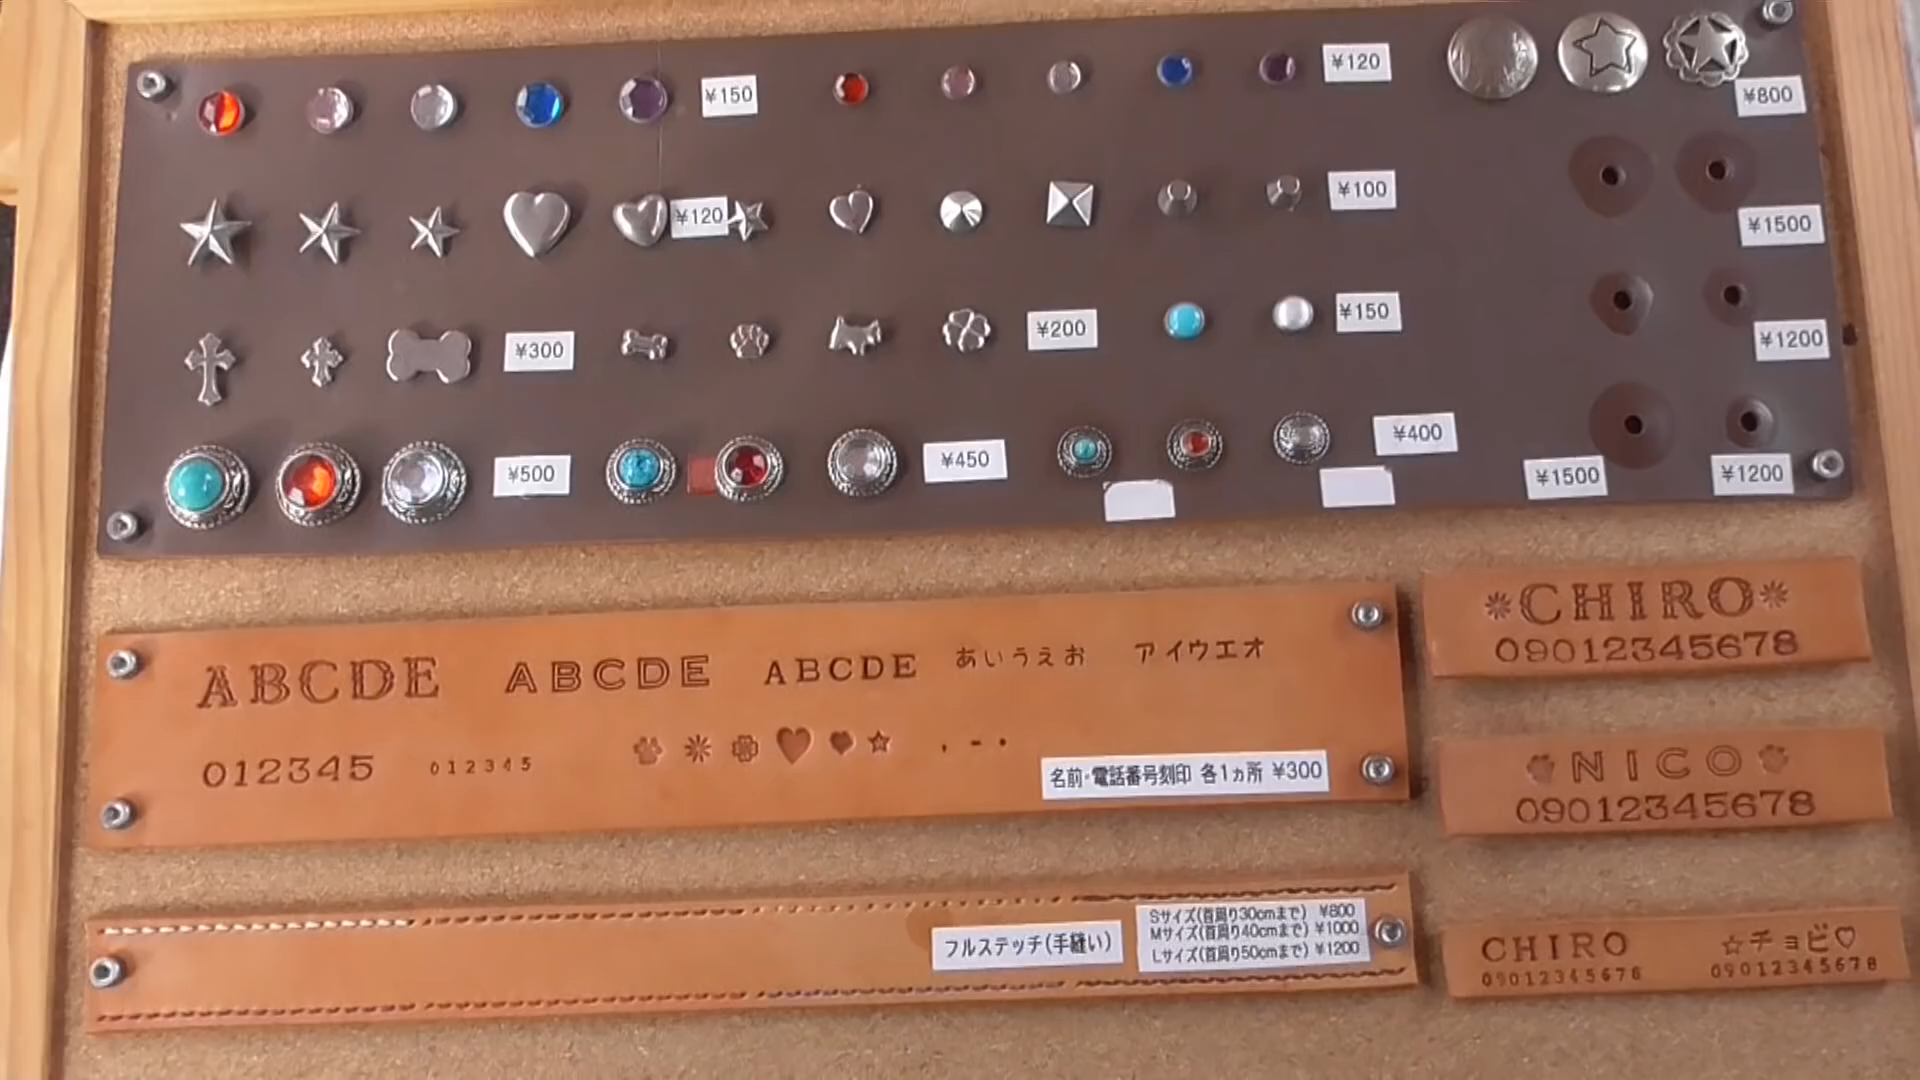 ¥150
¥120
¥800
¥120
¥100
¥1500
¥300
¥200
¥150
¥1200
¥500
¥450
¥400
¥1500
¥1200
ABCDE ABCDE ABCDE あいうえお アイウエオ
012345 012345 , - ・
名前・電話番号刻印 各1ヵ所 ¥300
CHIRO
09012345678
NICO
09012345678
フルステッチ(手縫い)
Sサイズ(首周り30cmまで) ¥800
Mサイズ(首周り40cmまで) ¥1000
Lサイズ(首周り50cmまで) ¥1200
CHIRO ☆チョビ♡
09012345678 09012345678